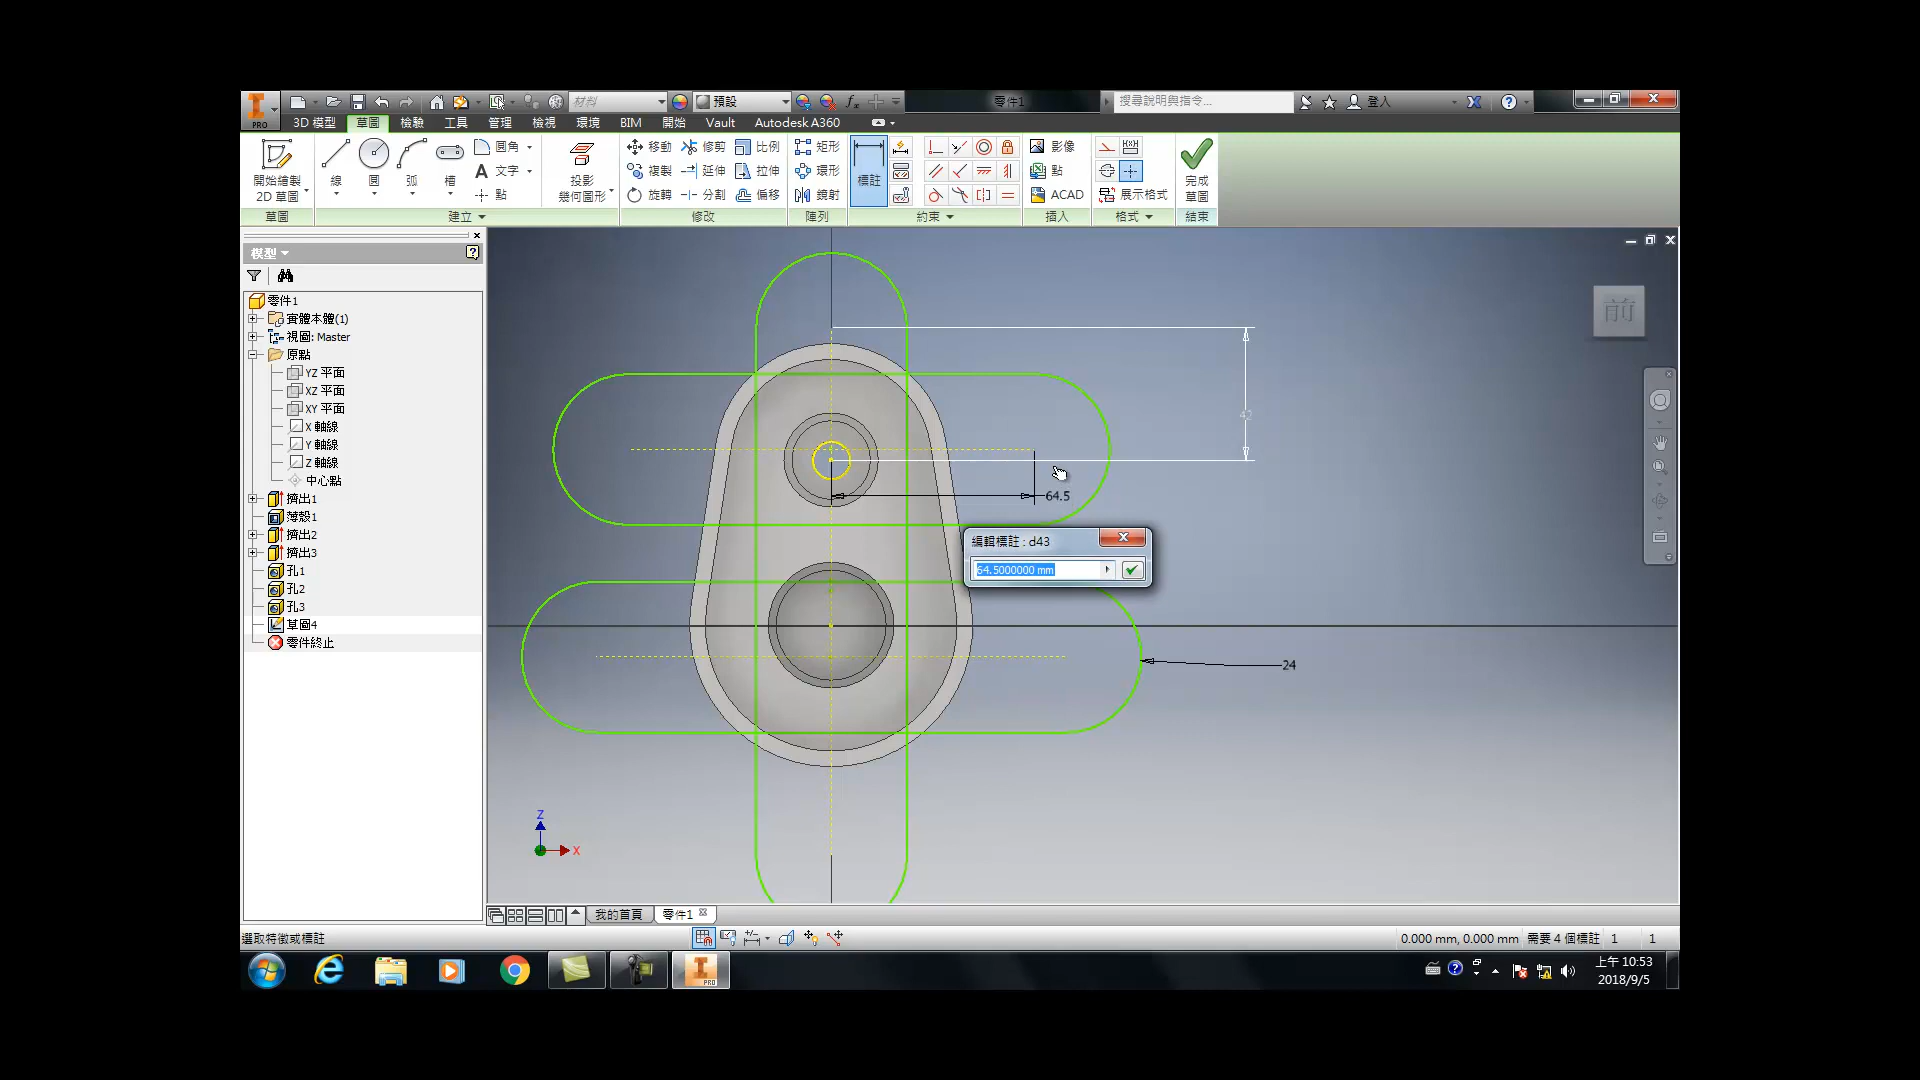 PRO
材料
預設
零件1
搜尋說明與指令...
登入
3D 模型 草圖 檢驗 工具 管理 檢視 環境 BIM 開始 Vault Autodesk A360
開始繪製
2D 草圖
線
圓
弧
槽
圓角
A 文字
點
投影
幾何圖形
移動 修剪 比例
複製 延伸 拉伸
旋轉 分割 偏移
矩形
環形
鏡射
標註
影像
點
ACAD
展示格式
完成
草圖
草圖 建立 修改 陣列 約束 插入 格式 結束
模型
零件1
實體本體(1)
視圖: Master
原點
YZ 平面
XZ 平面
XY 平面
X 軸線
Y 軸線
Z 軸線
中心點
擠出1
薄殼1
擠出2
擠出3
孔1
孔2
孔3
草圖4
零件終止
前
42
64.5
編輯標註 : d43
64.5000000 mm
24
Z
X
我的首頁 零件1
選取特徵或標註
0.000 mm, 0.000 mm 需要 4 個標註 1 1
PRO
上午 10:53
2018/9/5